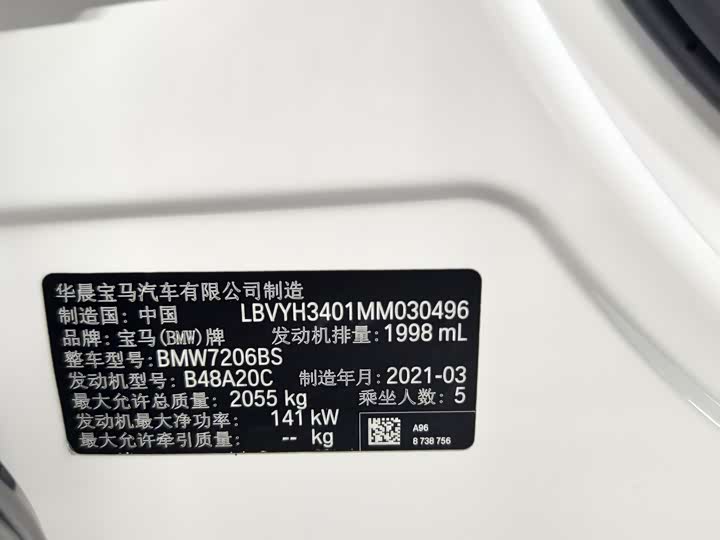 华晨宝马汽车有限公司制造
制造国: 中国 LBVYH3401MM030496
品牌: 宝马(BMW)牌 发动机排量: 1998 mL
整车型号: BMW7206BS
发动机型号: B48A20C 制造年月: 2021-03
最大允许总质量: 2055 kg 乘坐人数: 5
发动机最大净功率: 141 kW
最大允许牵引质量: -- kg
A96
8 738 756